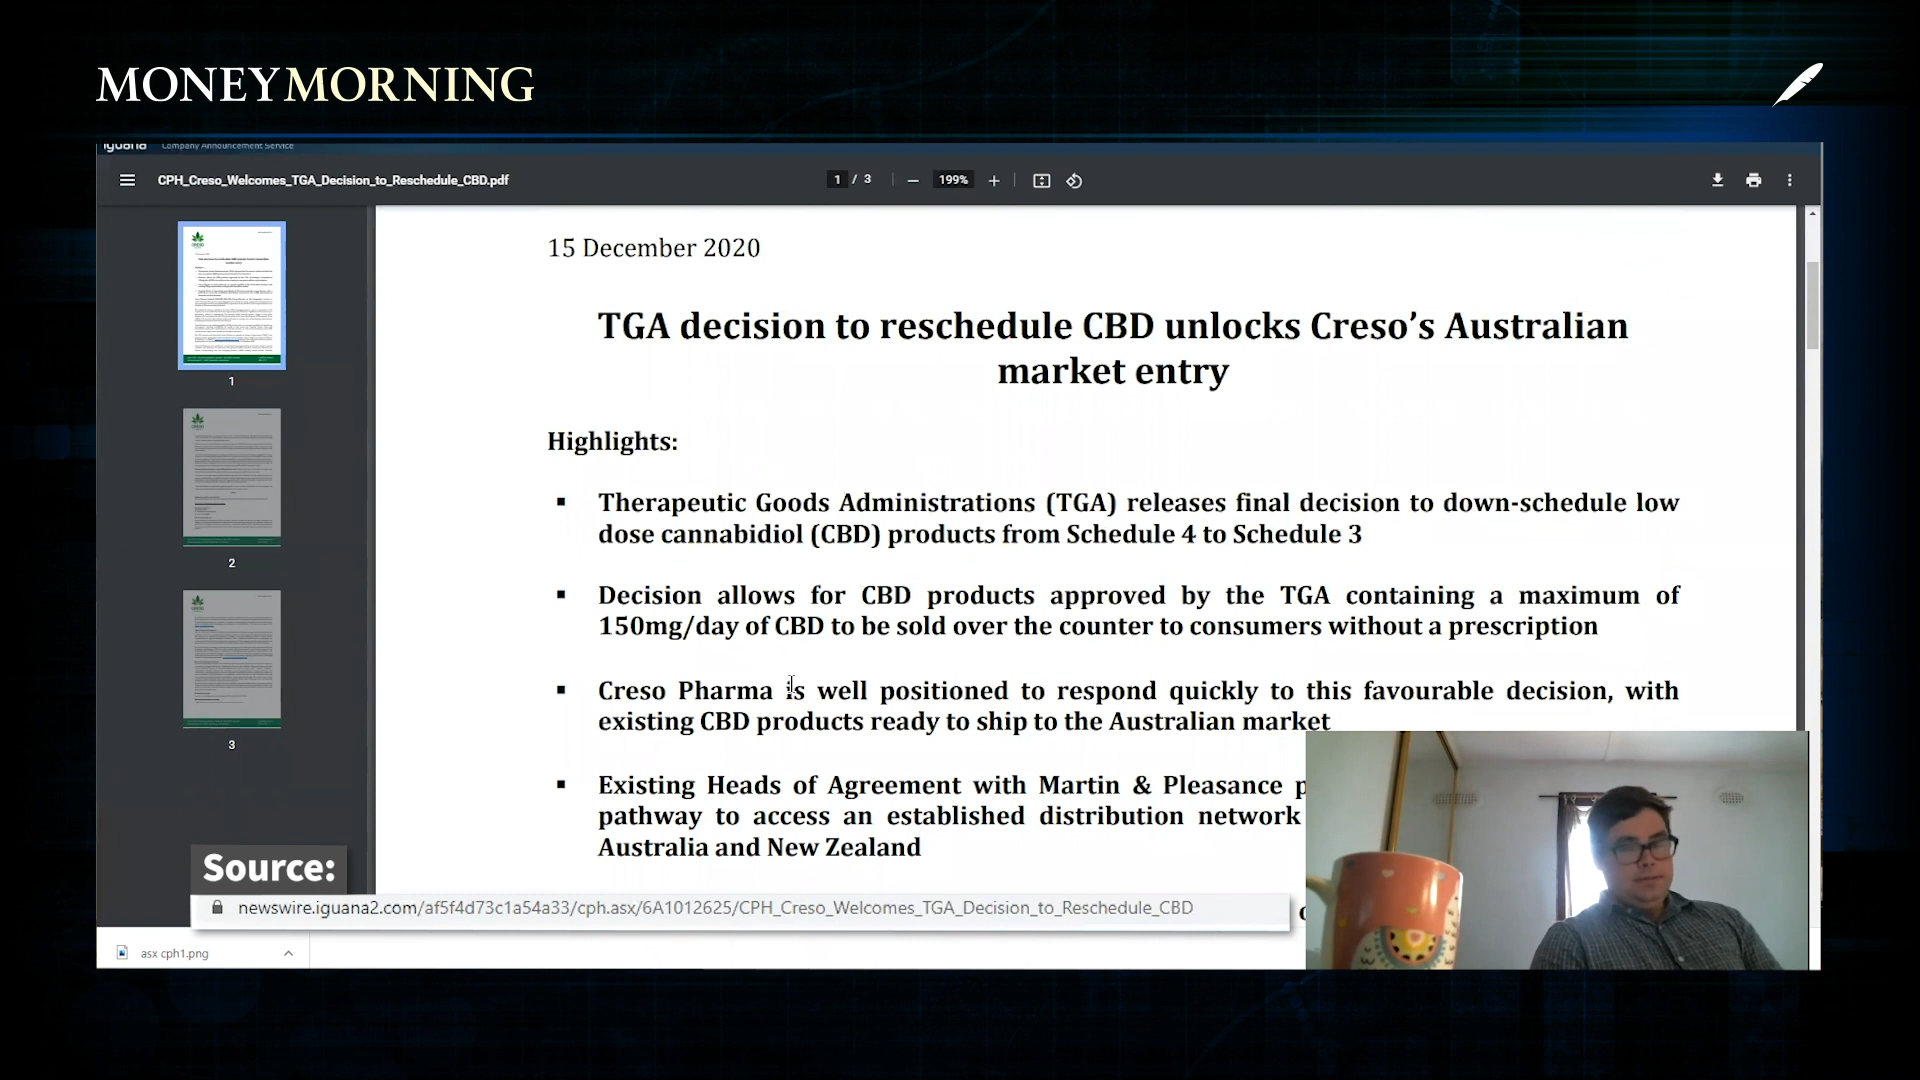 MONEYMORNING
iguana Company Announcement Service
CPH_Creso_Welcomes_TGA_Decision_to_Reschedule_CBD.pdf
1 / 3
199%
15 December 2020
TGA decision to reschedule CBD unlocks Creso’s Australian
market entry
Highlights:
▪ Therapeutic Goods Administrations (TGA) releases final decision to down-schedule low
dose cannabidiol (CBD) products from Schedule 4 to Schedule 3
▪ Decision allows for CBD products approved by the TGA containing a maximum of
150mg/day of CBD to be sold over the counter to consumers without a prescription
▪ Creso Pharma is well positioned to respond quickly to this favourable decision, with
existing CBD products ready to ship to the Australian market
▪ Existing Heads of Agreement with Martin & Pleasance p
pathway to access an established distribution network
Australia and New Zealand
1
2
3
Source:
newswire.iguana2.com/af5f4d73c1a54a33/cph.asx/6A1012625/CPH_Creso_Welcomes_TGA_Decision_to_Reschedule_CBD
asx cph1.png